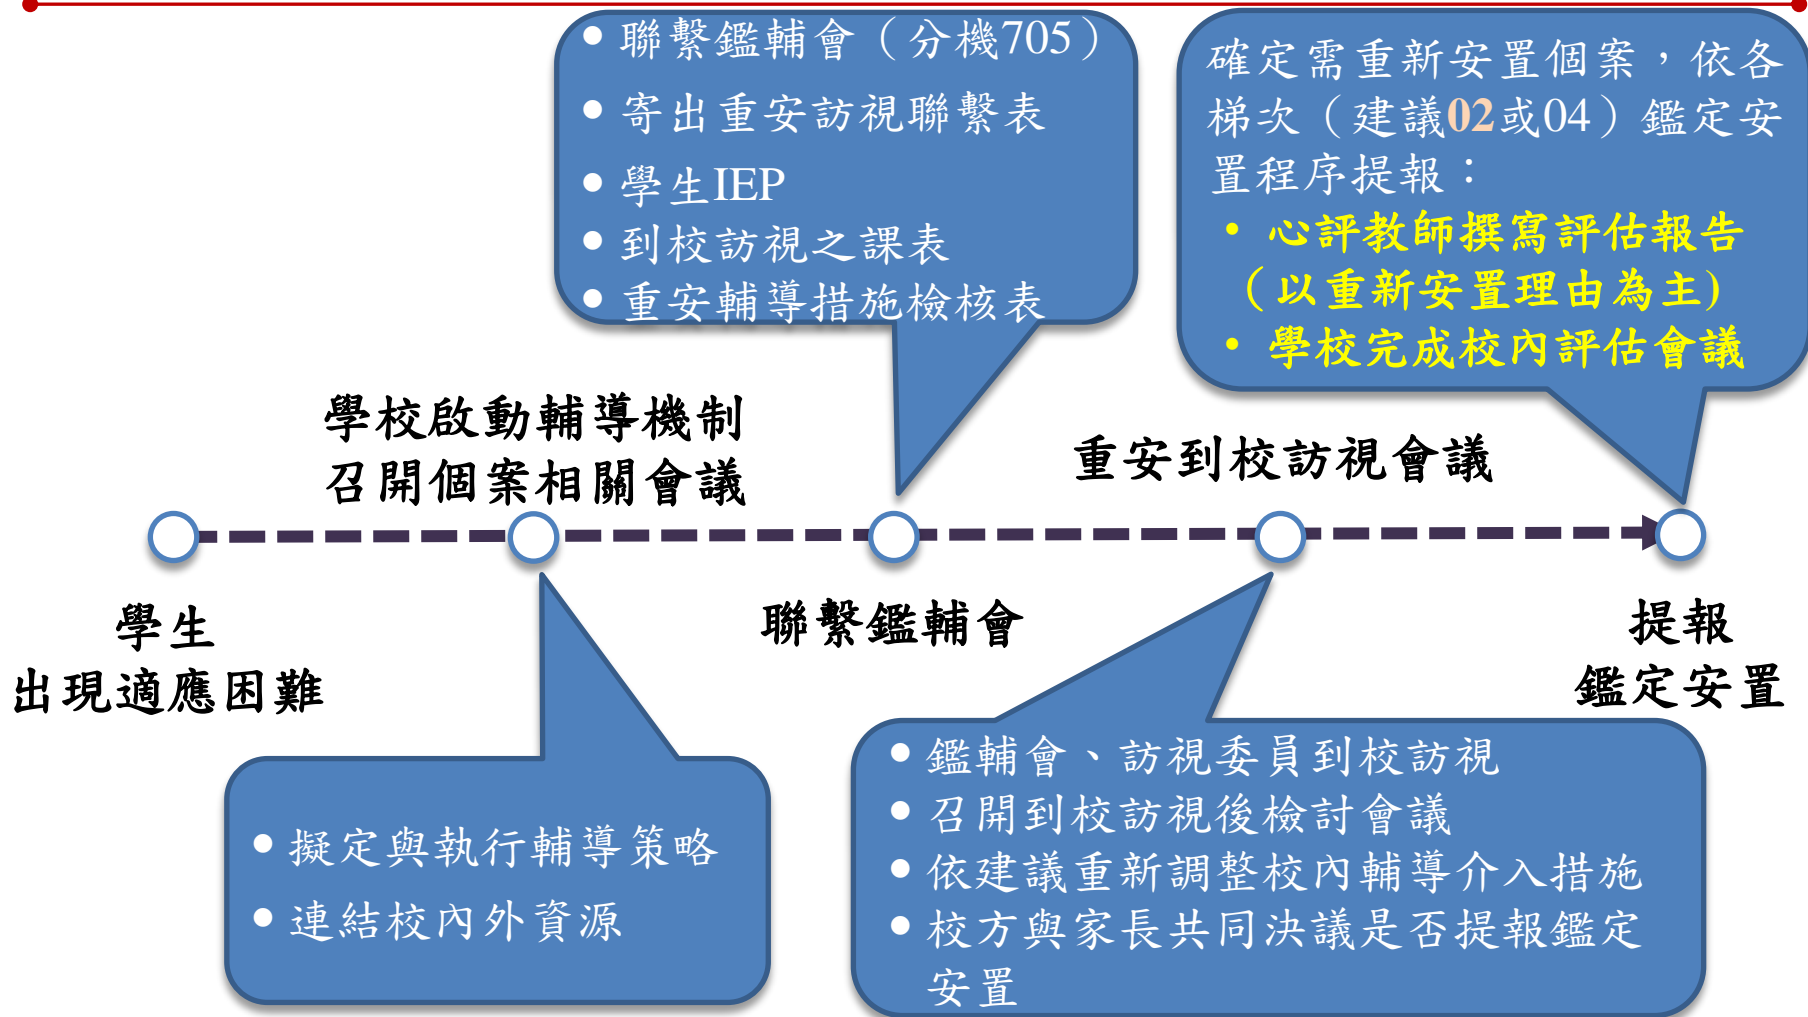 聯繫鑑輔會（分機705）
寄出重安訪視聯繫表
學生IEP
到校訪視之課表
重安輔導措施檢核表
確定需重新安置個案，依各
梯次（建議02或04）鑑定安
置程序提報：
• 心評教師撰寫評估報告
（以重新安置理由為主)
• 學校完成校內評估會議
學校啟動輔導機制
召開個案相關會議
重安到校訪視會議
學生
出現適應困難
聯繫鑑輔會
提報
鑑定安置
擬定與執行輔導策略
連結校內外資源
鑑輔會、訪視委員到校訪視
召開到校訪視後檢討會議
依建議重新調整校內輔導介入措施
校方與家長共同決議是否提報鑑定
安置